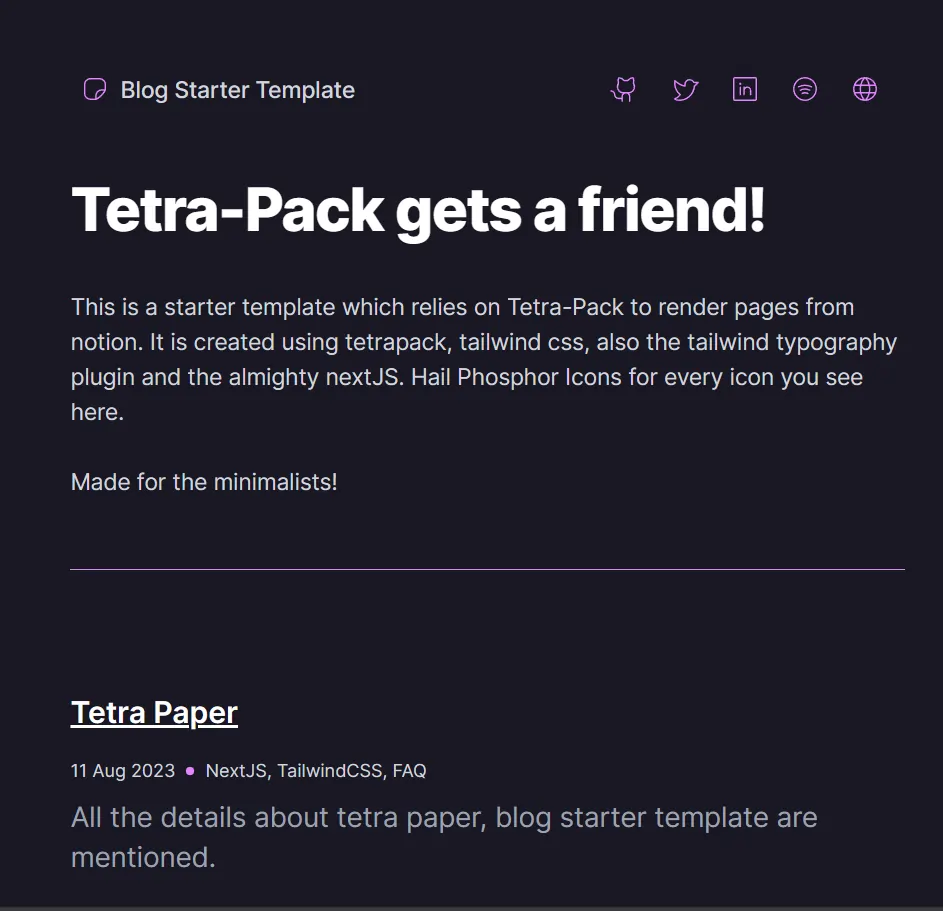 Blog Starter Template
Tetra-Pack gets a friend!
This is a starter template which relies on Tetra-Pack to render pages from
notion. It is created using tetrapack, tailwind css, also the tailwind typography
plugin and the almighty nextJS. Hail Phosphor Icons for every icon you see
here.
Made for the minimalists!
Tetra Paper
11 Aug 2023 • NextJS, TailwindCSS, FAQ
All the details about tetra paper, blog starter template are
mentioned.